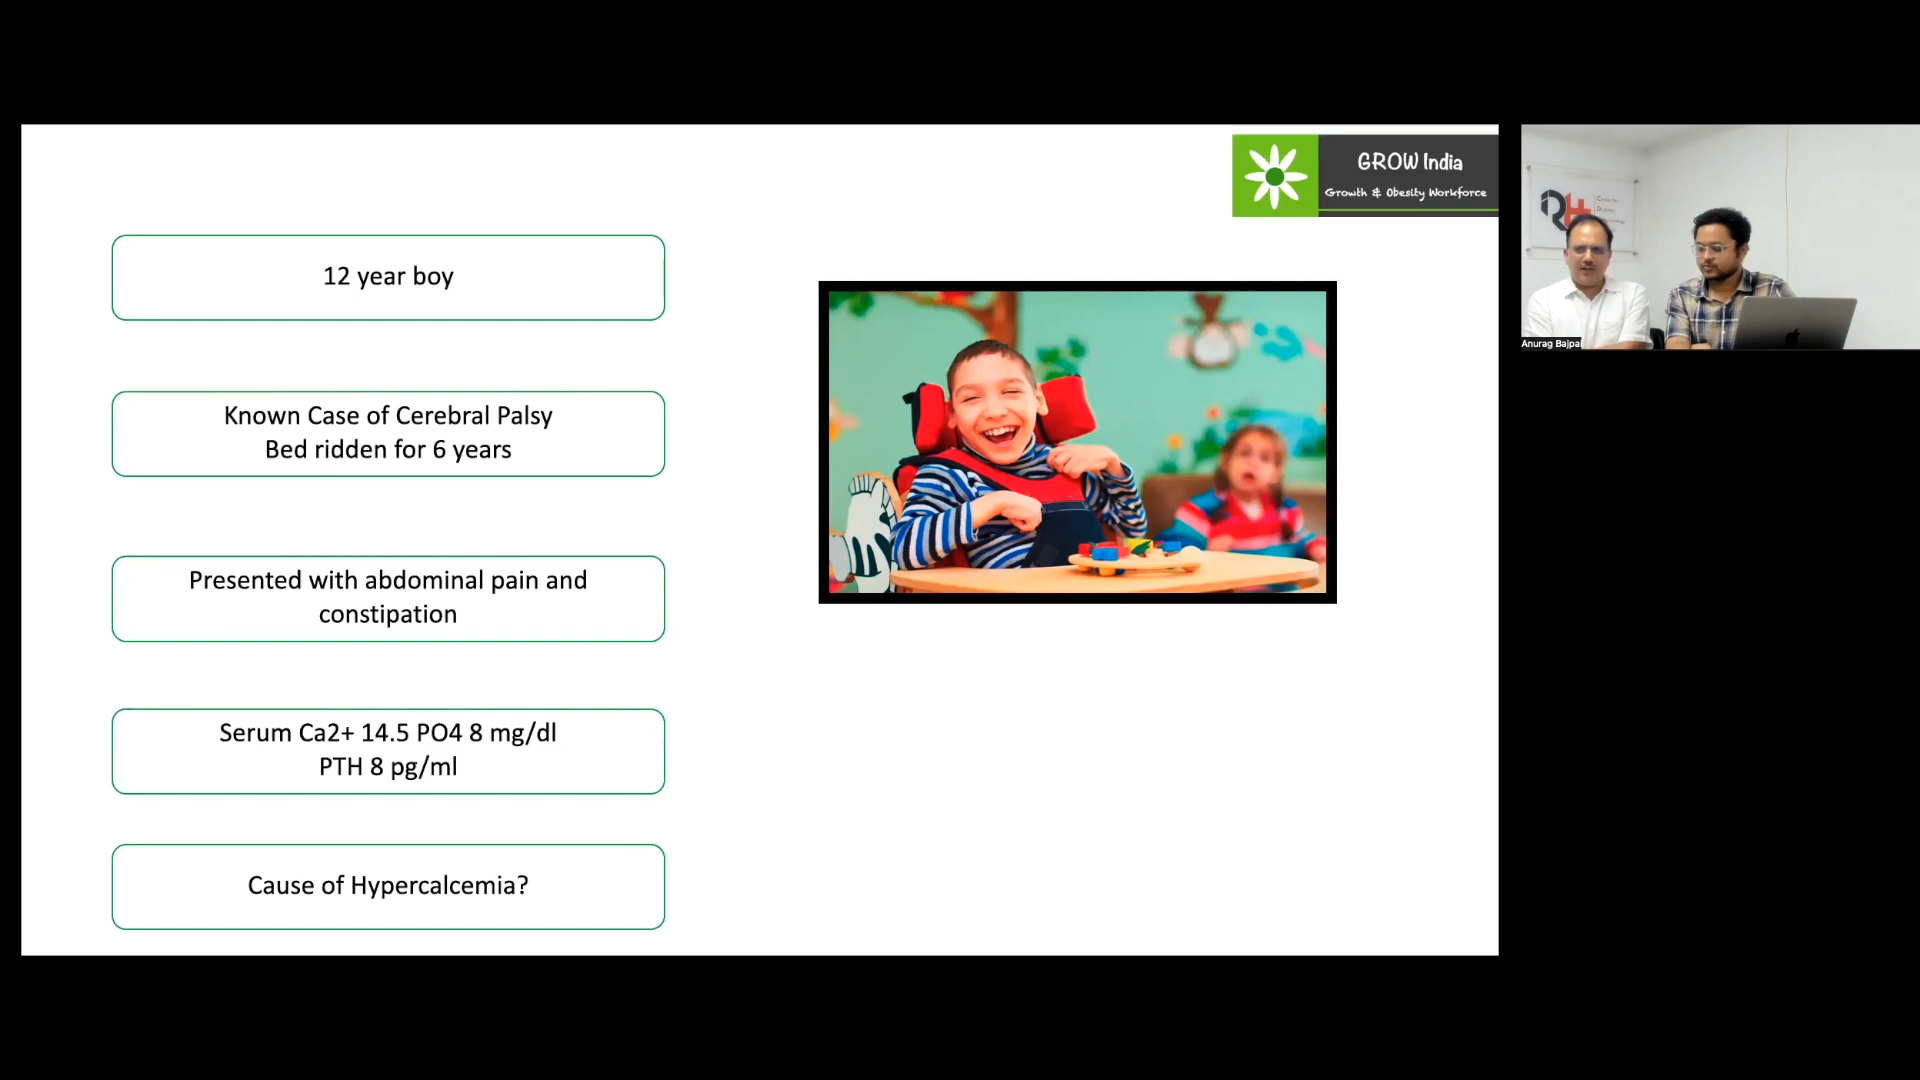 GROW India
Growth & Obesity Workforce
12 year boy
Known Case of Cerebral Palsy
Bed ridden for 6 years
Presented with abdominal pain and
constipation
Serum Ca2+ 14.5 PO4 8 mg/dl
PTH 8 pg/ml
Cause of Hypercalcemia?
Center for
Anurag Bajpai